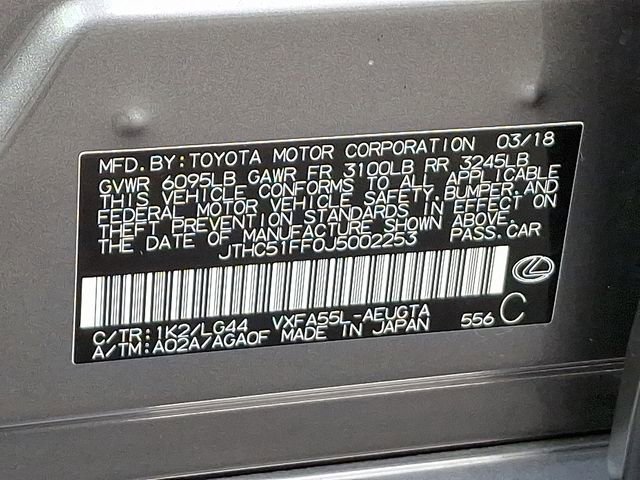 MFD. BY: TOYOTA MOTOR CORPORATION 03/18
GVWR 6095LB GAWR FR 3100LB RR 3245LB
THIS VEHICLE CONFORMS TO ALL APPLICABLE
FEDERAL MOTOR VEHICLE SAFETY, BUMPER, AND
THEFT PREVENTION STANDARDS IN EFFECT ON
THE DATE OF MANUFACTURE SHOWN ABOVE.
JTHC51FF0J5002253 PASS.CAR
C/TR: 1K2/LG44 VXFA55L-AEUGTA
A/TM: A02A/AGA0F MADE IN JAPAN 556 C